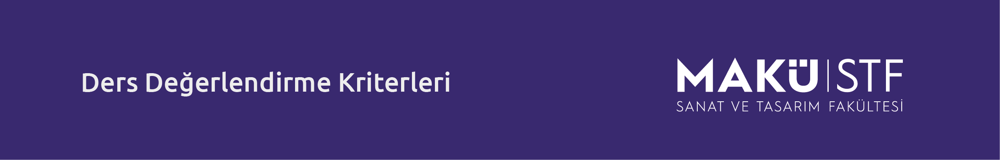 Ders Değerlendirme Kriterleri
MAKÜ|STF
SANAT VE TASARIM FAKÜLTESİ